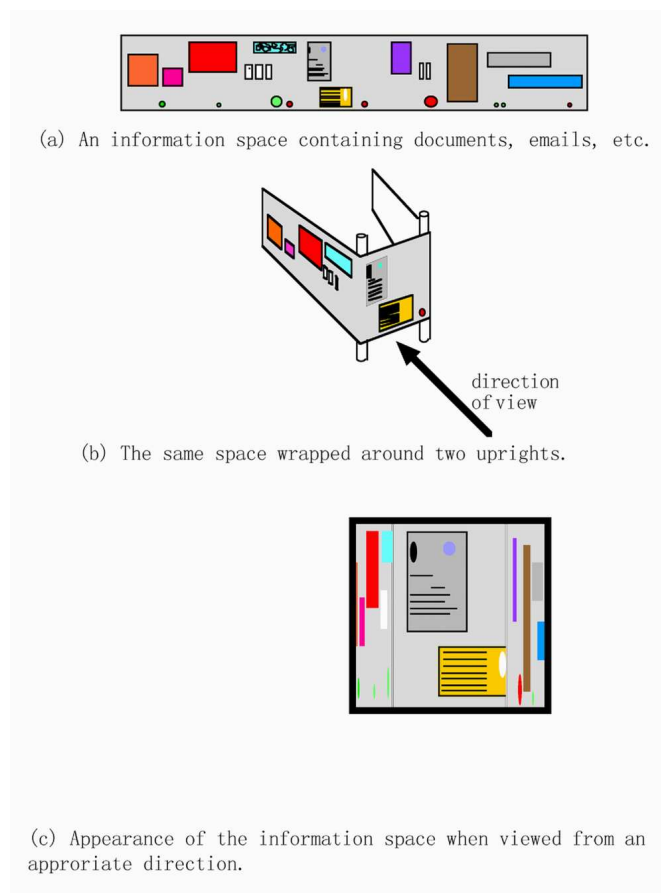 (a) An information space containing documents, emails, etc.
direction
of view
(b) The same space wrapped around two uprights.
(c) Appearance of the information space when viewed from an
approriate direction.